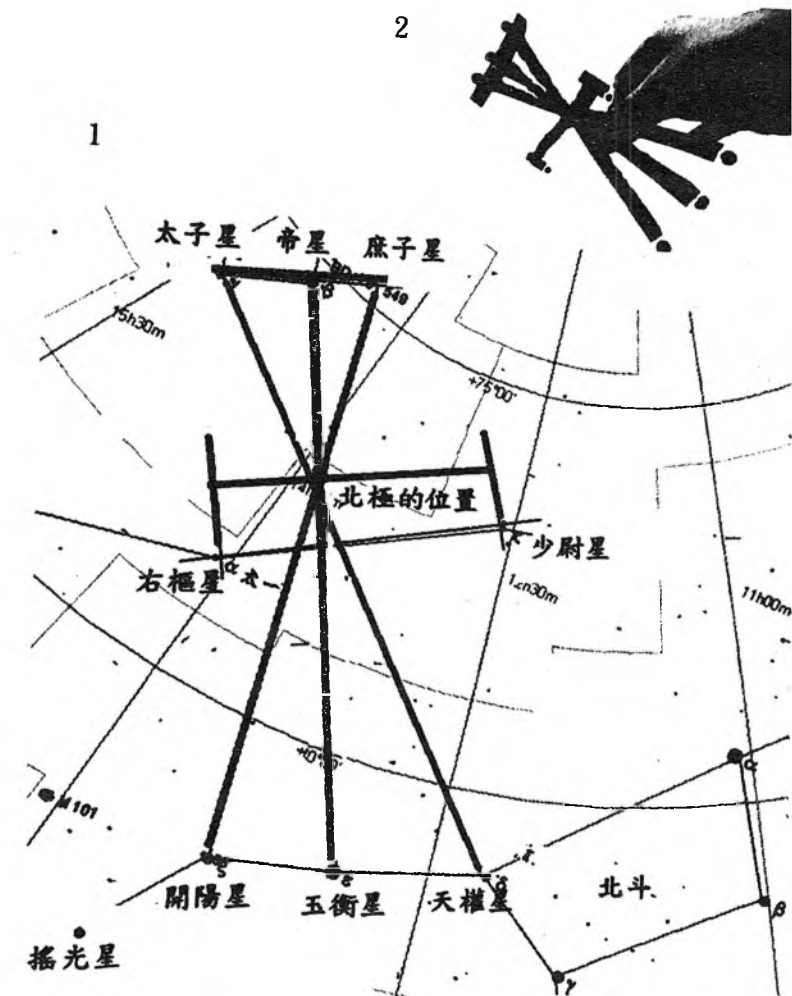 2
1
太子星 帝星 庶子星
15h30m
+75°00'
北極的位置
右樞星
α
κ
少尉星
12h30m
11h00m
M101
α
開陽星
ε
玉衡星
δ
天權星
北斗
β
γ
搖光星